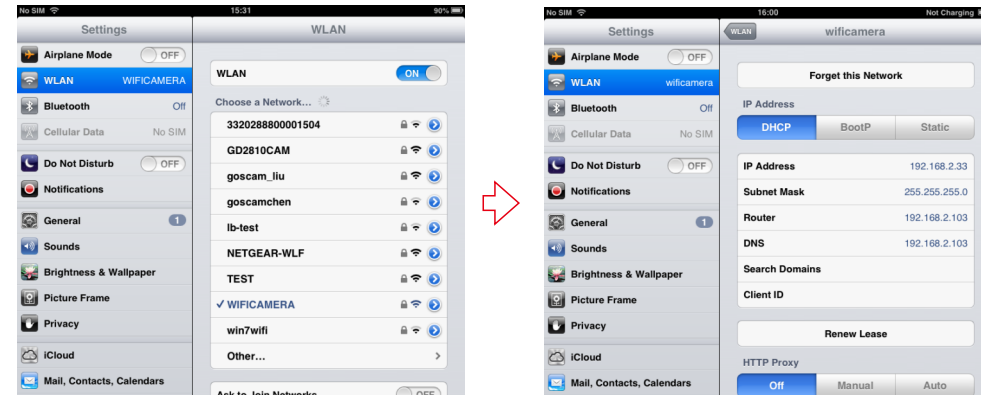 No SIM 15:31 90%
Settings WLAN
Airplane Mode OFF
WLAN WIFICAMERA
Bluetooth Off
Cellular Data No SIM
Do Not Disturb OFF
Notifications
General 1
Sounds
Brightness & Wallpaper
Picture Frame
Privacy
iCloud
Mail, Contacts, Calendars
WLAN ON
Choose a Network...
3320288800001504
GD2810CAM
goscam_liu
goscamchen
lb-test
NETGEAR-WLF
TEST
✓ WIFICAMERA
win7wifi
Other...
Ask to Join Networks OFF
No SIM 16:00 Not Charging
Settings WLAN wificamera
Airplane Mode OFF
WLAN wificamera
Bluetooth Off
Cellular Data No SIM
Do Not Disturb OFF
Notifications
General 1
Sounds
Brightness & Wallpaper
Picture Frame
Privacy
iCloud
Mail, Contacts, Calendars
Forget this Network
IP Address
DHCP BootP Static
IP Address 192.168.2.33
Subnet Mask 255.255.255.0
Router 192.168.2.103
DNS 192.168.2.103
Search Domains
Client ID
Renew Lease
HTTP Proxy
Off Manual Auto